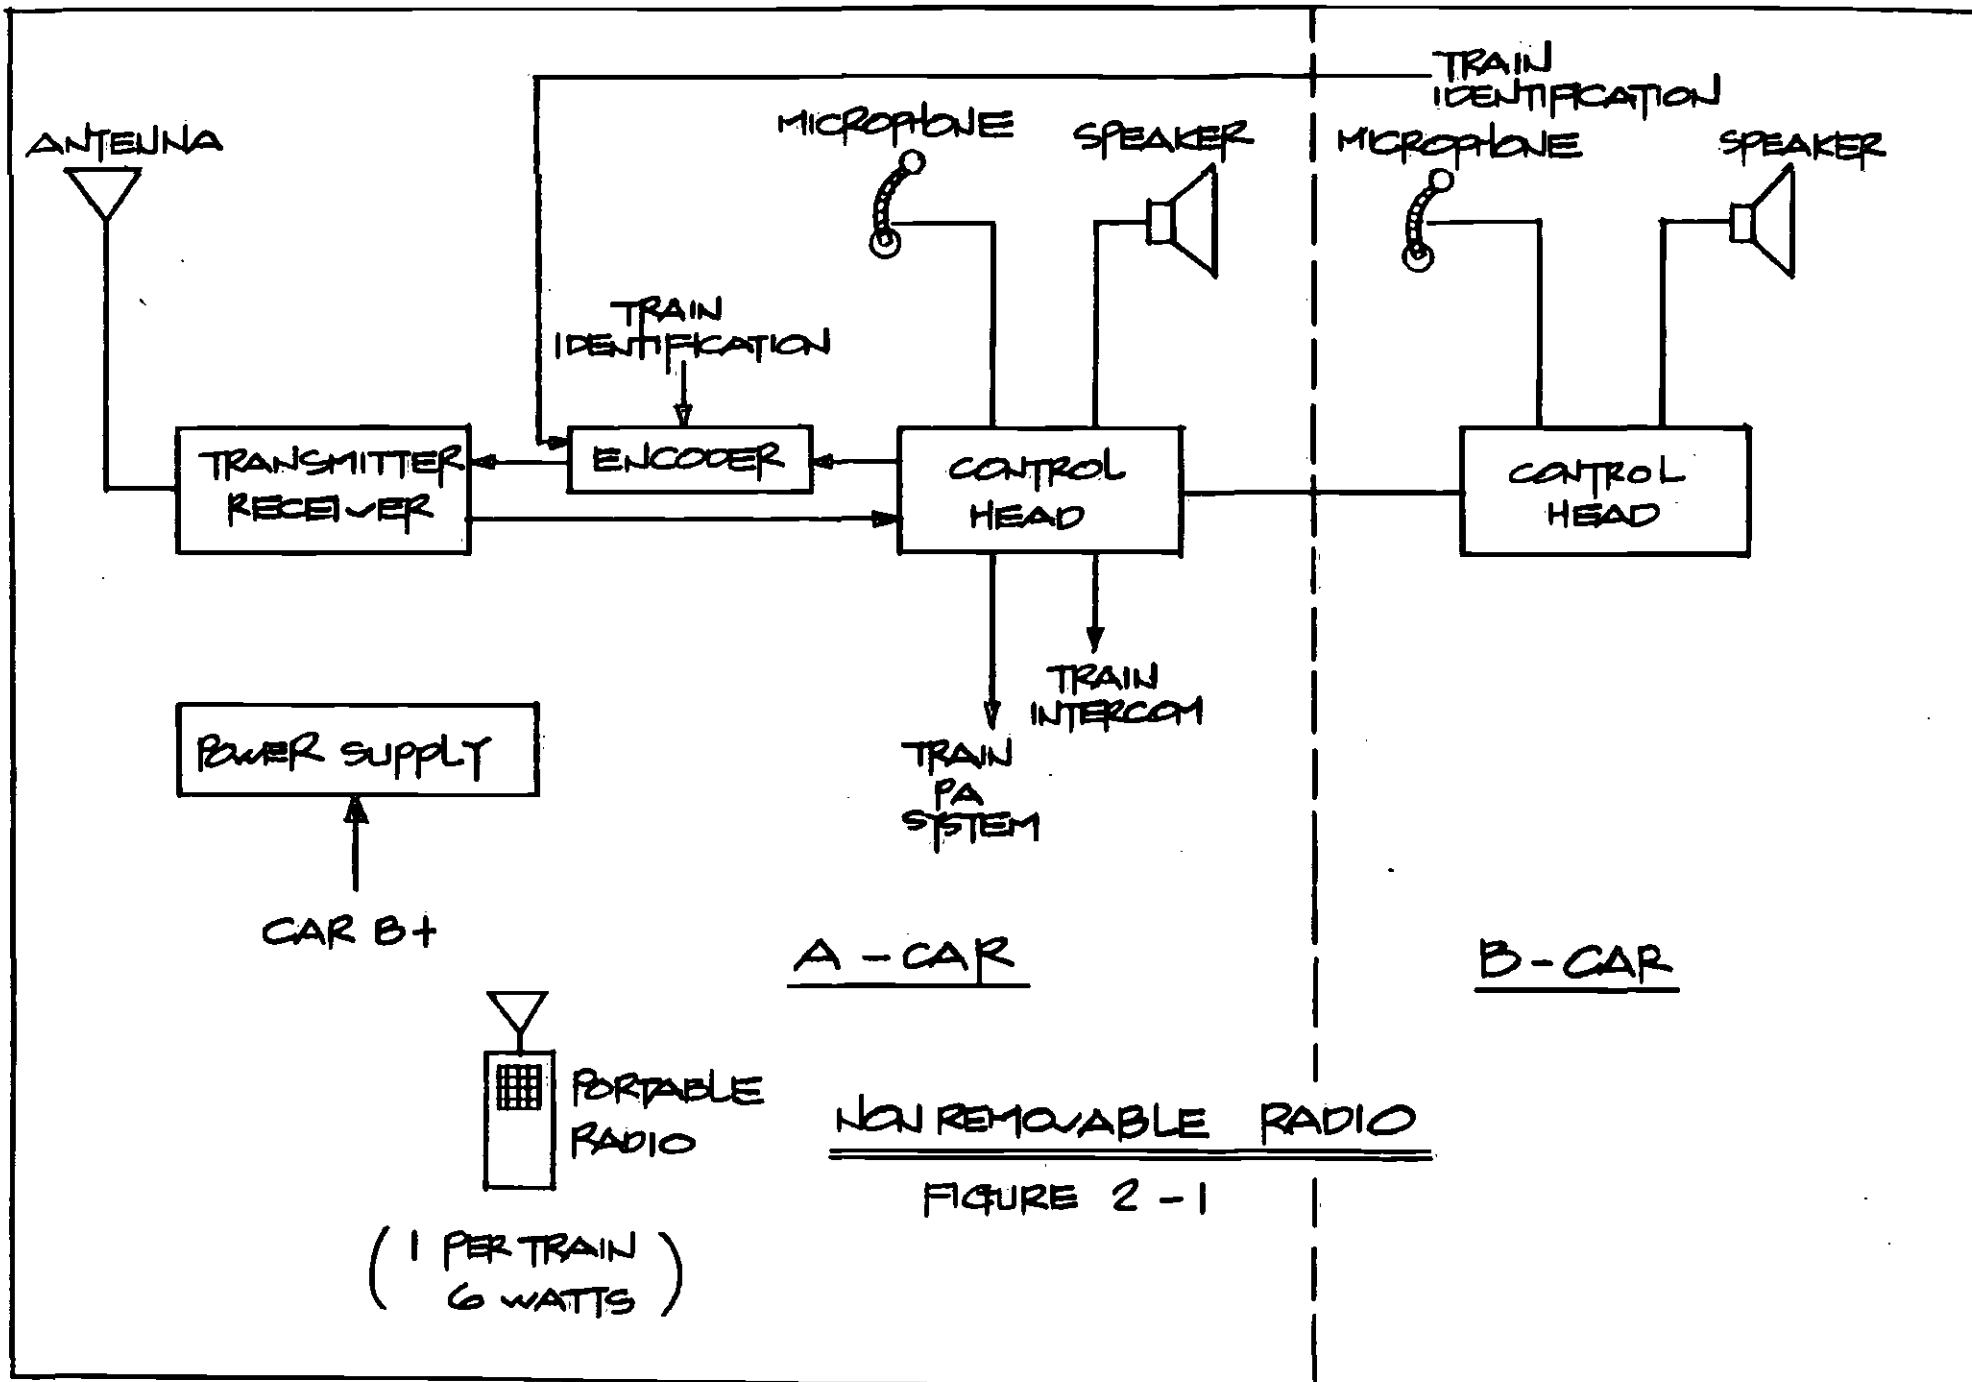 TRAIN
IDENTIFICATION
ANTENNA
MICROPHONE
SPEAKER
MICROPHONE
SPEAKER
TRAIN
IDENTIFICATION
TRANSMITTER
RECEIVER
ENCODER
CONTROL
HEAD
CONTROL
HEAD
TRAIN
INTERCOM
TRAIN
PA
SYSTEM
POWER SUPPLY
CAR B+
A - CAR
B - CAR
PORTABLE
RADIO
(1 PER TRAIN
6 WATTS)
NON REMOVABLE RADIO
FIGURE 2 - 1